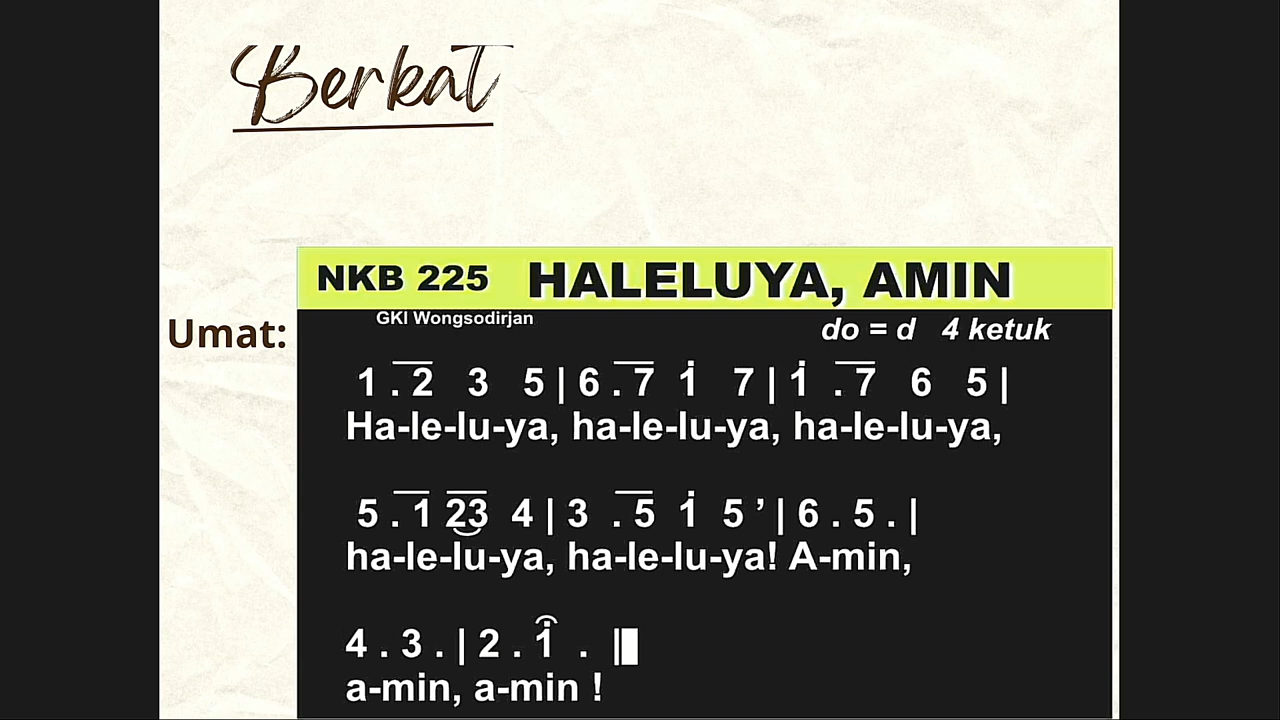 Berkat
NKB 225 HALELUYA, AMIN
GKI Wongsodirjan
Umat:
do = d 4 ketuk
1 . 2 3 5 | 6 . 7 1̇ 7 | 1̇ . 7 6 5 |
Ha-le-lu-ya, ha-le-lu-ya, ha-le-lu-ya,
5 . 1 23 4 | 3 . 5 1̇ 5 ’ | 6 . 5 . |
ha-le-lu-ya, ha-le-lu-ya! A-min,
4 . 3 . | 2 . 1̇ . ||
a-min, a-min !